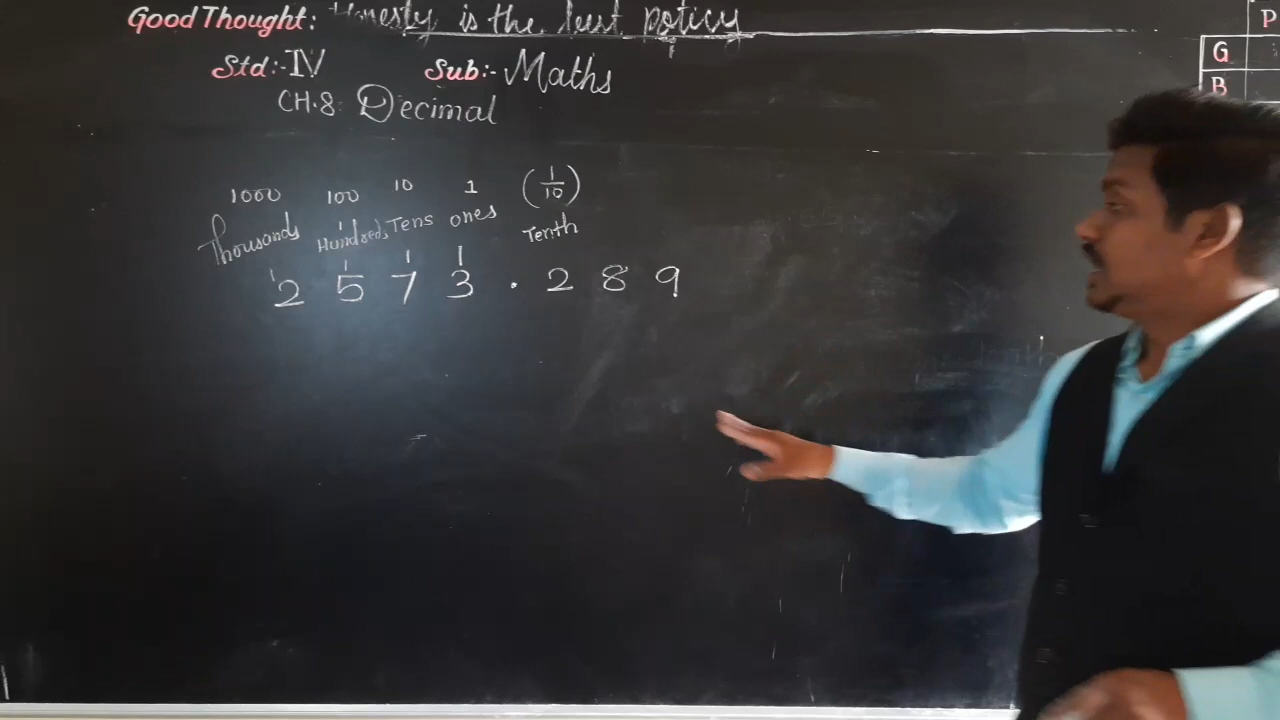 Good Thought: Honesty is the best policy
Std:- IV Sub:- Maths
CH.8: Decimal
P
G
B
1000 100 10 1 (1/10)
Thousands Hundreds Tens ones Tenth
2 5 7 3 . 2 8 9